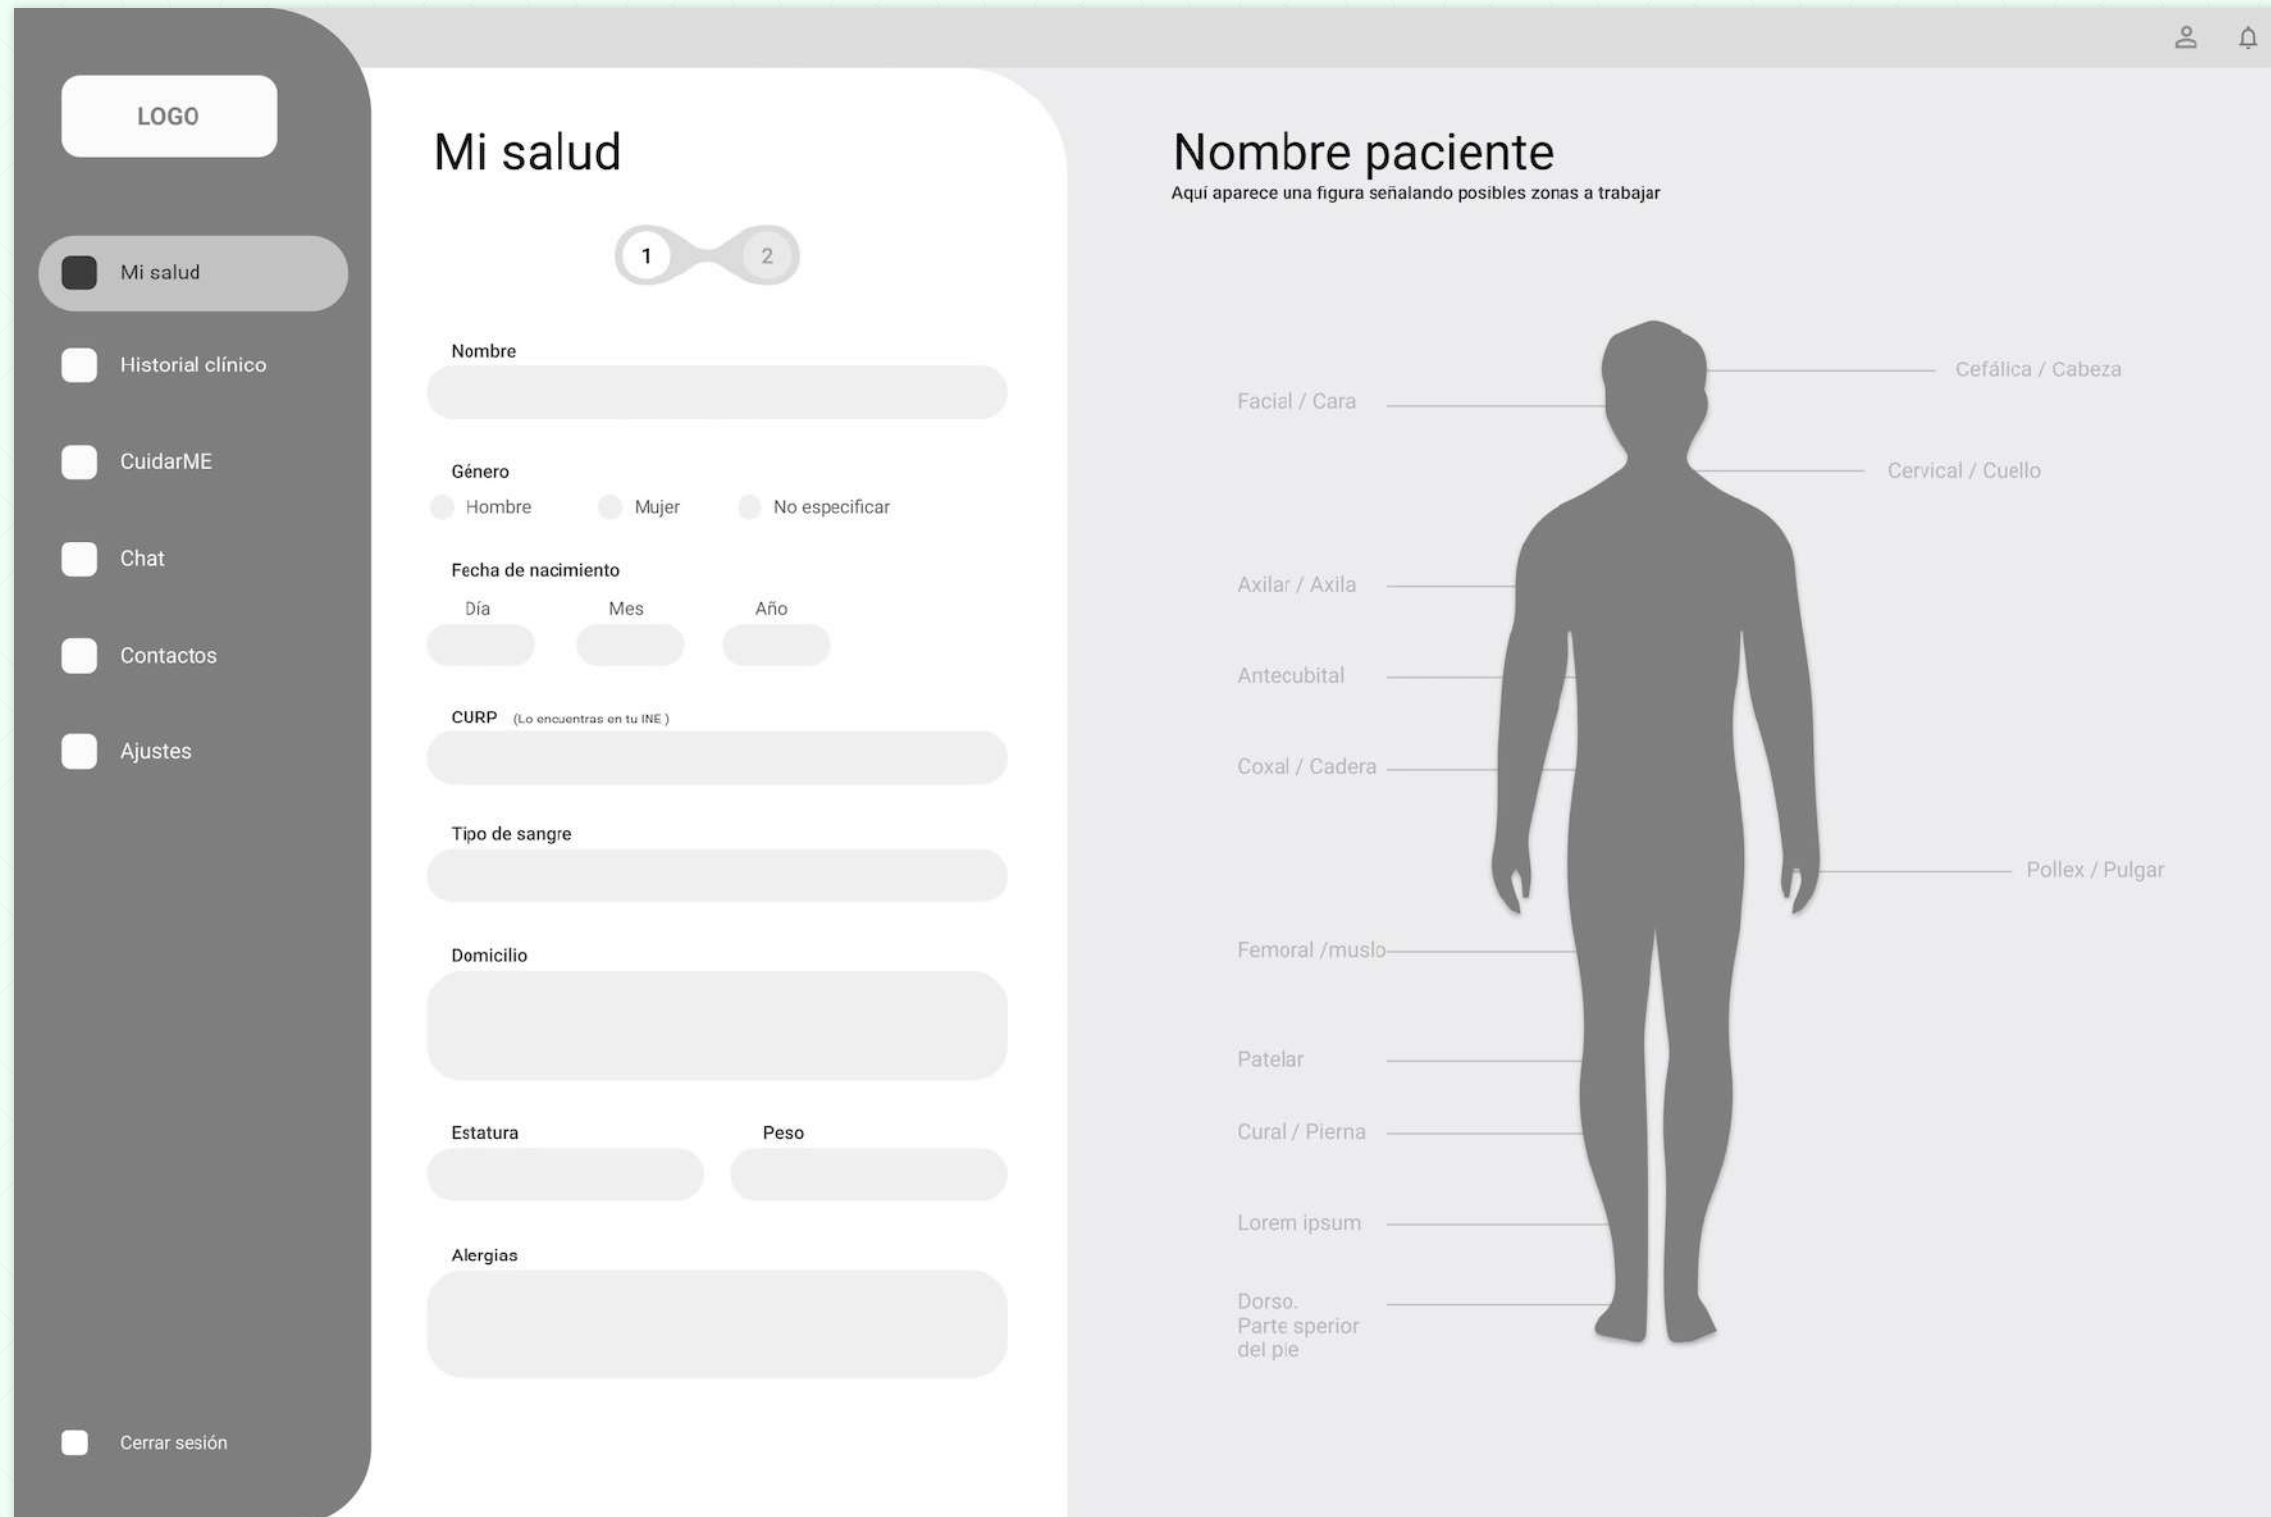 LOGO
Mi salud
Historial clínico
CuidarME
Chat
Contactos
Ajustes
Cerrar sesión
Mi salud
1 2
Nombre
Género
Hombre Mujer No especificar
Fecha de nacimiento
Día Mes Año
CURP (Lo encuentras en tu INE )
Tipo de sangre
Domicilio
Estatura Peso
Alergias
Nombre paciente
Aquí aparece una figura señalando posibles zonas a trabajar
Cefálica / Cabeza
Facial / Cara
Cervical / Cuello
Axilar / Axila
Antecubital
Coxal / Cadera
Pollex / Pulgar
Femoral /muslo
Patelar
Cural / Pierna
Lorem ipsum
Dorso.
Parte sperior
del pie